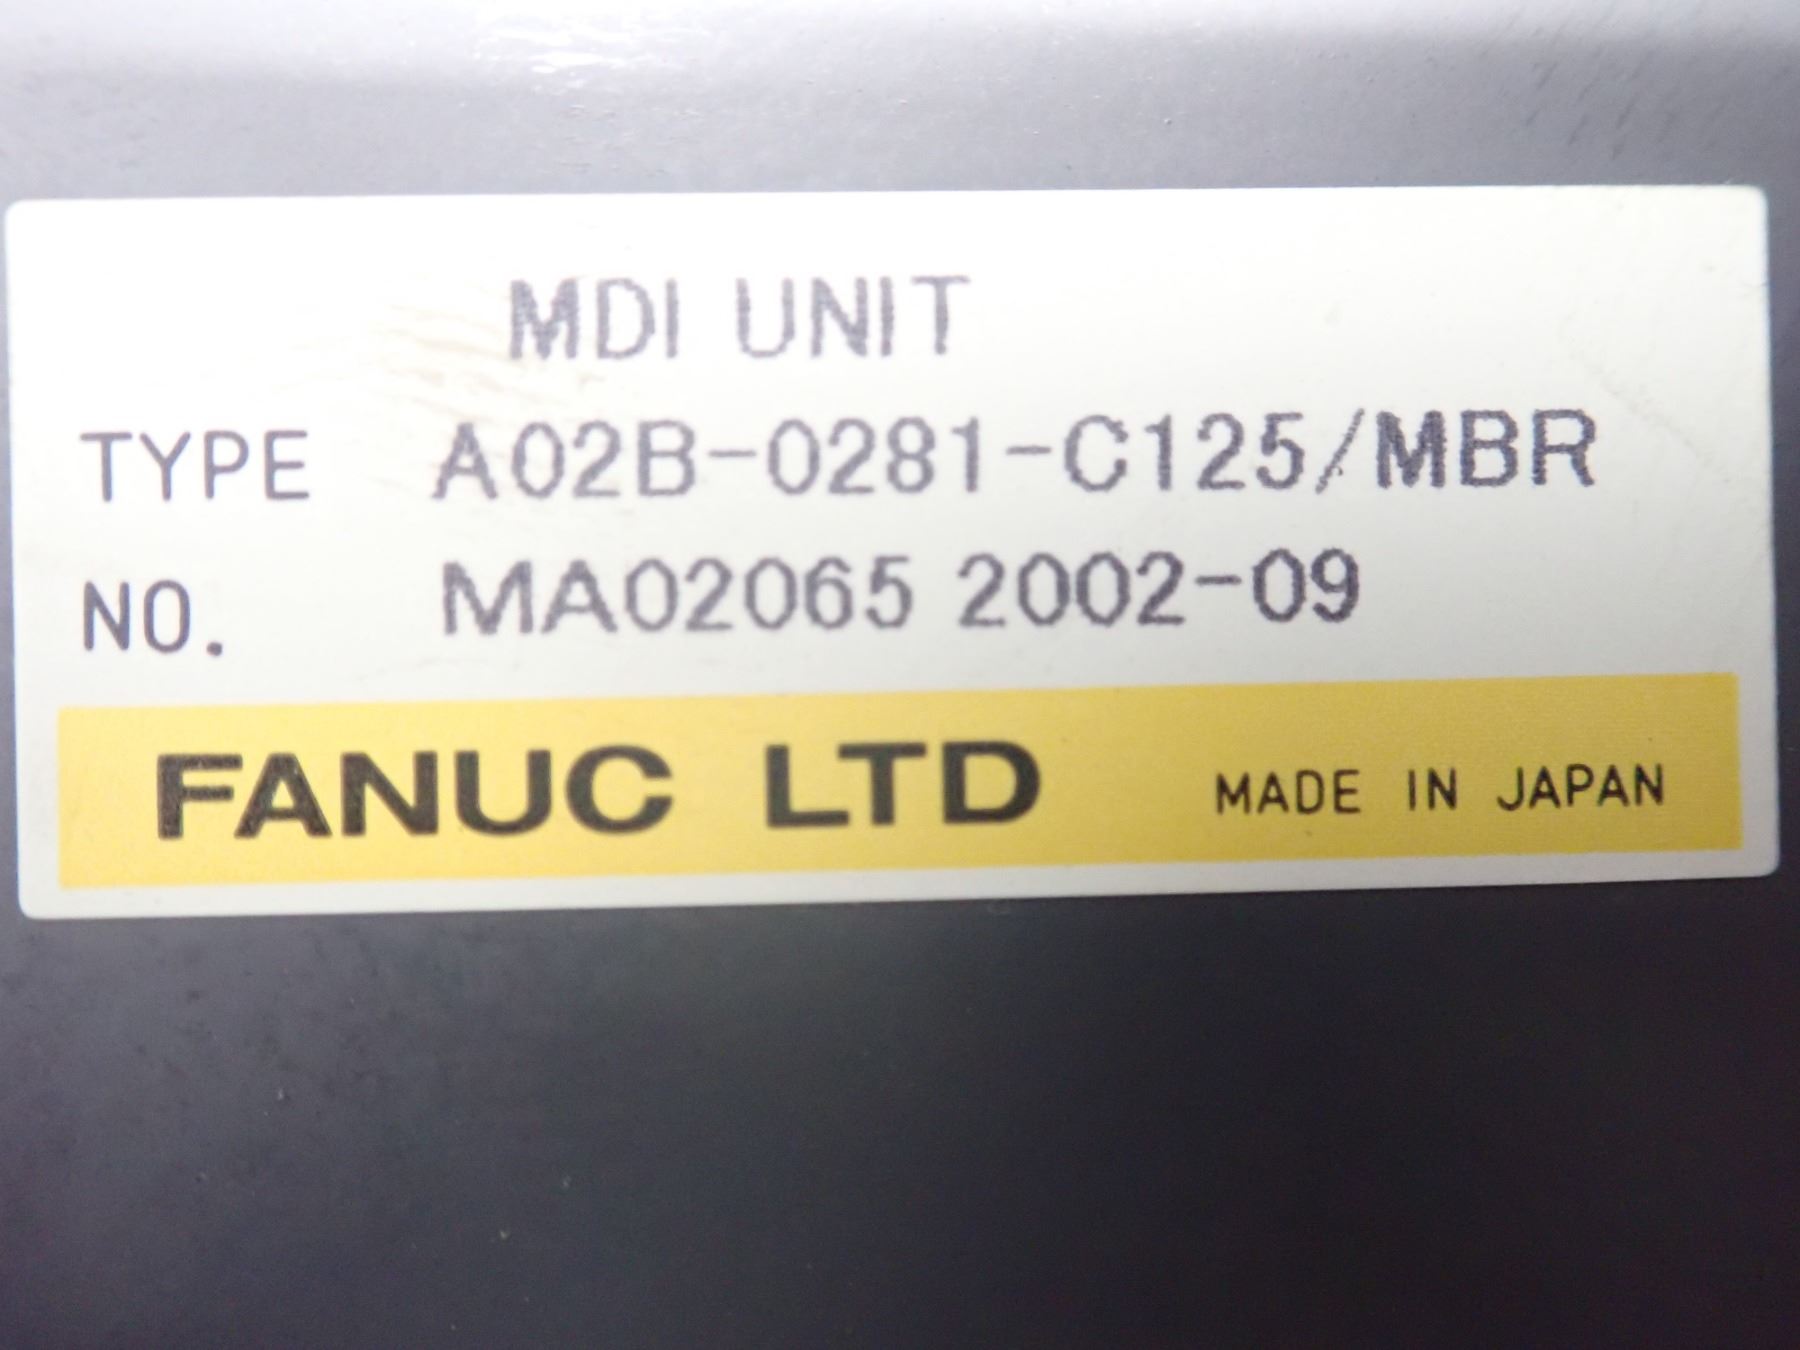 MDI UNIT
TYPE A02B-0281-C125/MBR
NO. MA02065 2002-09
FANUC LTD MADE IN JAPAN